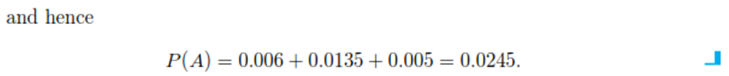 and hence
P(A) = 0.006 + 0.0135 + 0.005 = 0.0245.